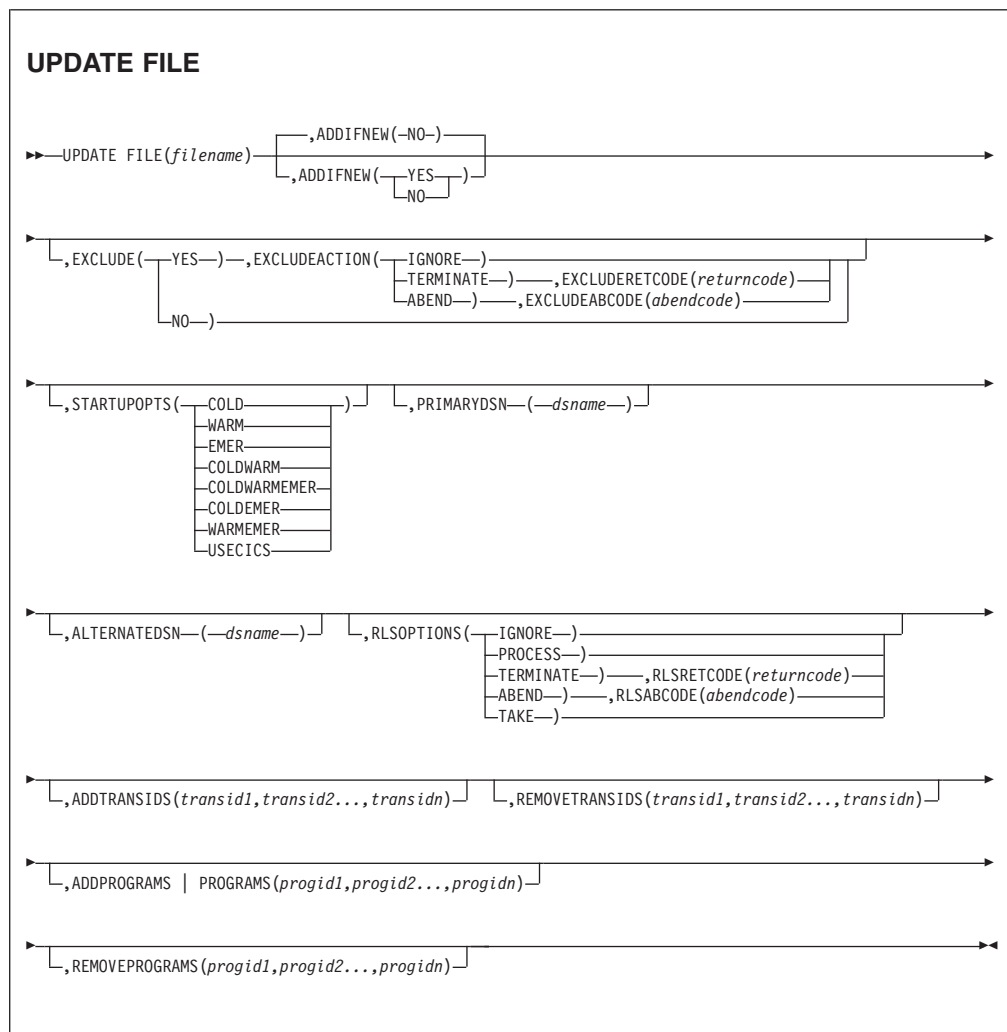 UPDATE FILE
,ADDIFNEW(NO)
UPDATE FILE(filename)
,ADDIFNEW(YES)
NO
,EXCLUDE(YES),EXCLUDEACTION(IGNORE)
TERMINATE),EXCLUDERETCODE(returncode)
ABEND),EXCLUDEABCODE(abendcode)
NO)
,STARTUPOPTS(COLD) ,PRIMARYDSN(dsname)
WARM
EMER
COLDWARM
COLDWARMEMER
COLDEMER
WARMEMER
USECICS
,ALTERNATEDSN(dsname) ,RLSOPTIONS(IGNORE)
PROCESS)
TERMINATE),RLSRETCODE(returncode)
ABEND),RLSABCODE(abendcode)
TAKE)
,ADDTRANSIDS(transid1,transid2...,transidn) ,REMOVETRANSIDS(transid1,transid2...,transidn)
,ADDPROGRAMS | PROGRAMS(progid1,progid2...,progidn)
,REMOVEPROGRAMS(progid1,progid2...,progidn)